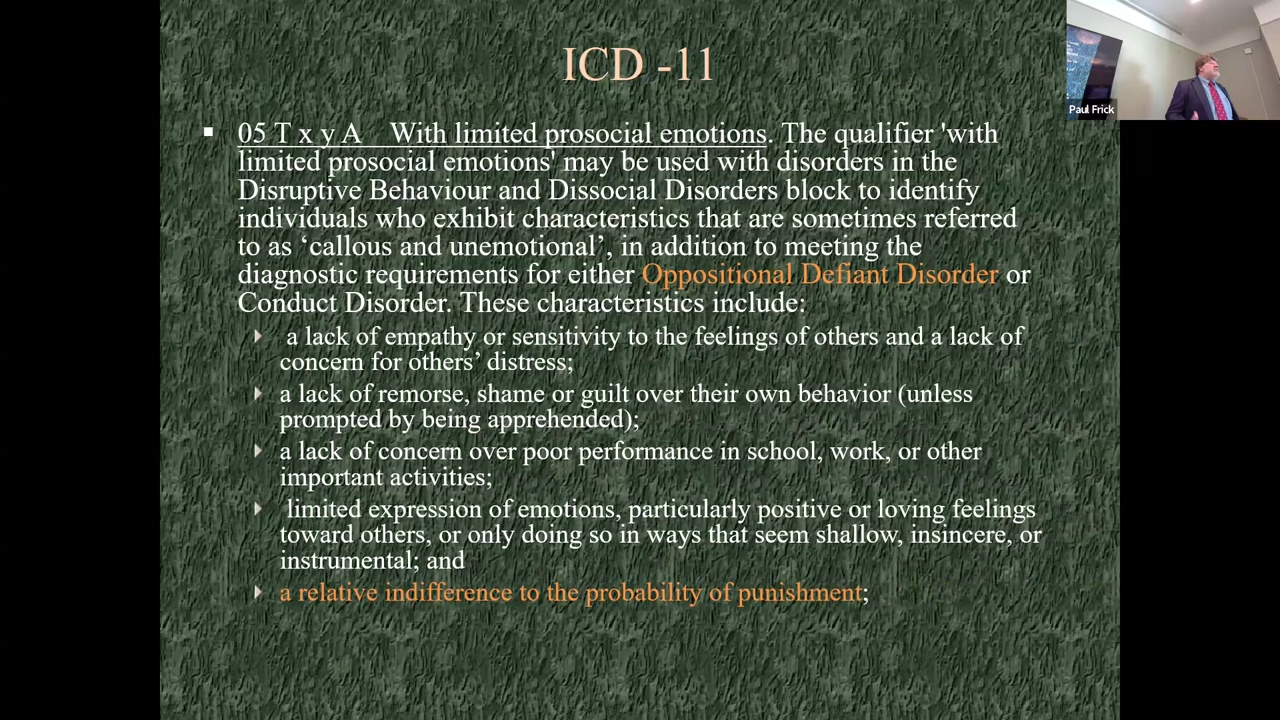 ICD -11
Paul Frick
05 T x y A    With limited prosocial emotions. The qualifier 'with
limited prosocial emotions' may be used with disorders in the
Disruptive Behaviour and Dissocial Disorders block to identify
individuals who exhibit characteristics that are sometimes referred
to as ‘callous and unemotional’, in addition to meeting the
diagnostic requirements for either Oppositional Defiant Disorder or
Conduct Disorder. These characteristics include:
a lack of empathy or sensitivity to the feelings of others and a lack of
concern for others’ distress;
a lack of remorse, shame or guilt over their own behavior (unless
prompted by being apprehended);
a lack of concern over poor performance in school, work, or other
important activities;
limited expression of emotions, particularly positive or loving feelings
toward others, or only doing so in ways that seem shallow, insincere, or
instrumental; and
a relative indifference to the probability of punishment;